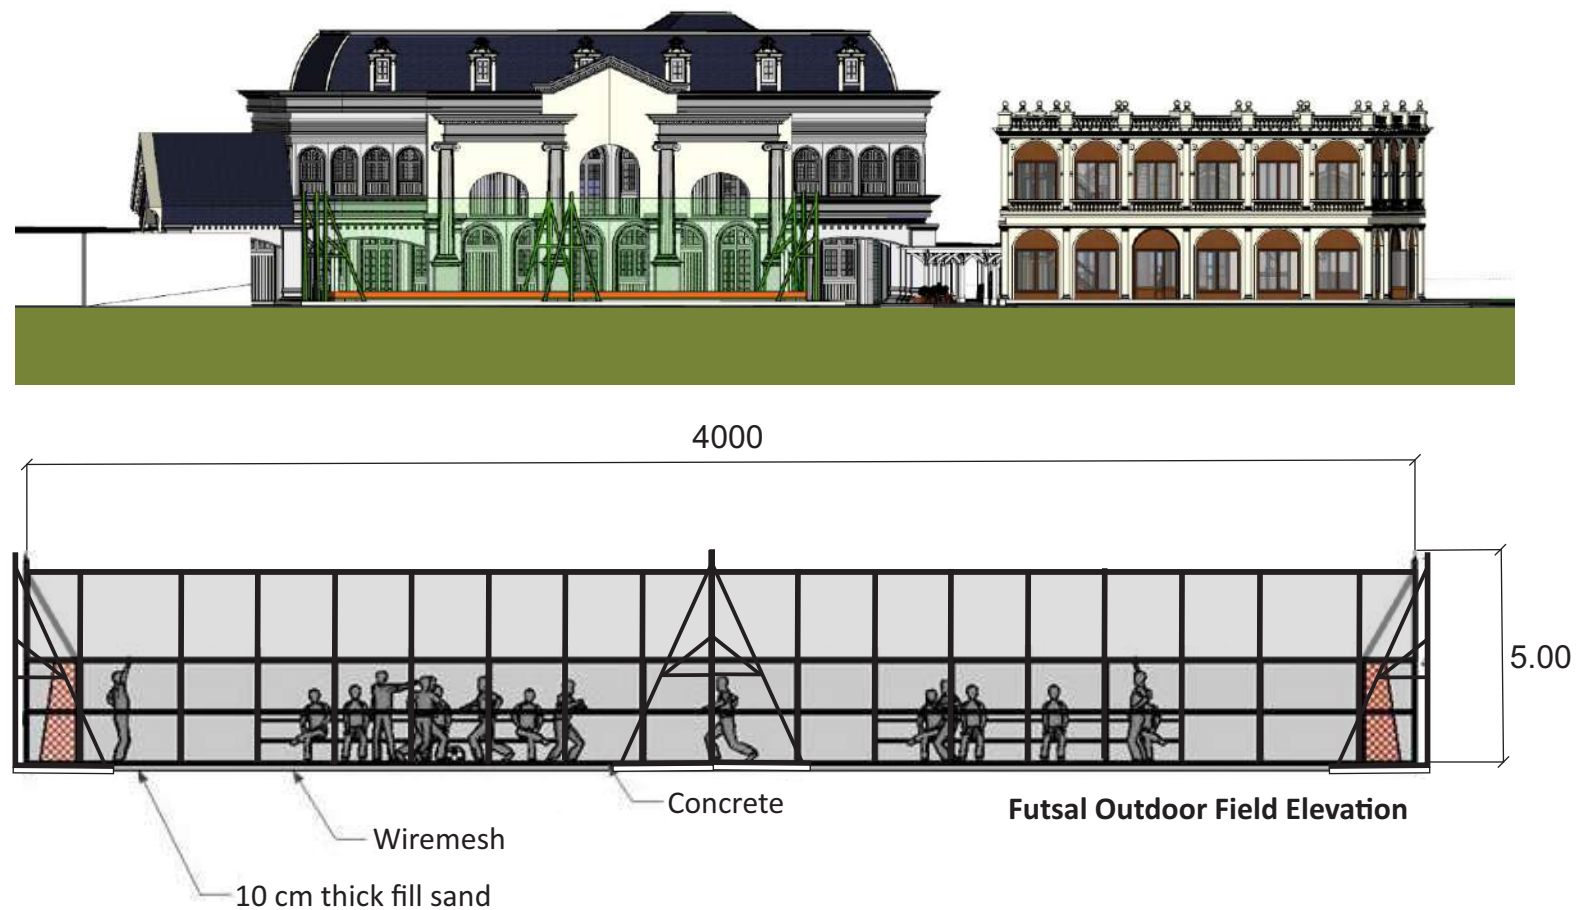 4000
5.00
Concrete
Futsal Outdoor Field Elevation
Wiremesh
10 cm thick fill sand